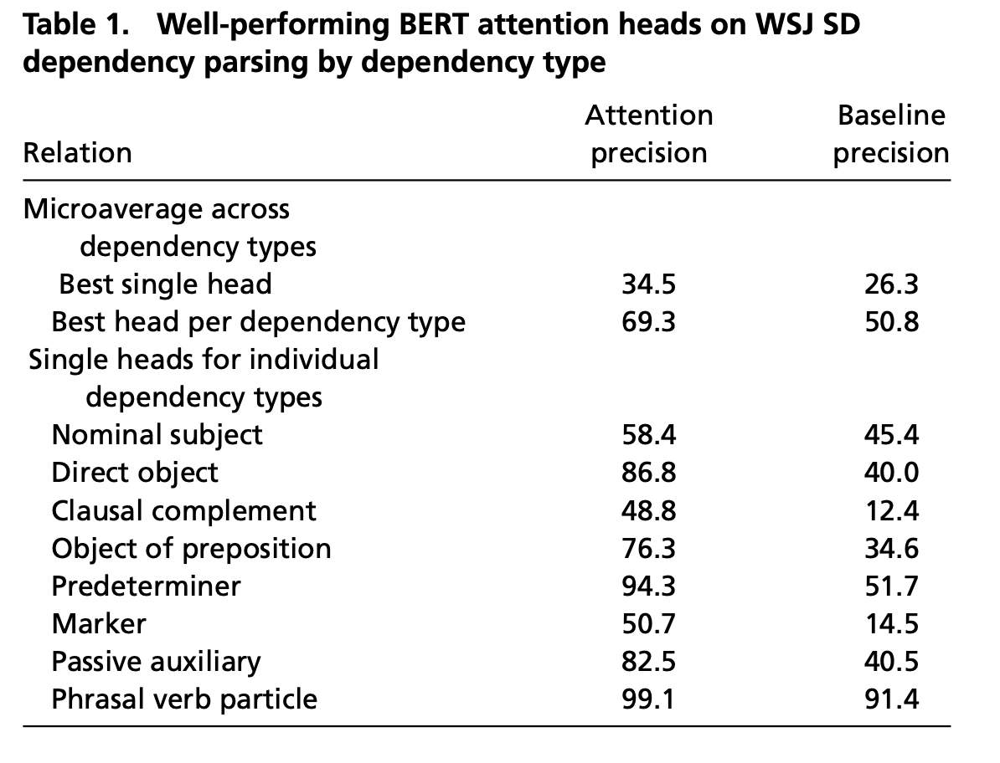 Table 1. Well-performing BERT attention heads on WSJ SD
dependency parsing by dependency type
Attention Baseline
Relation precision precision
Microaverage across
dependency types
Best single head 34.5 26.3
Best head per dependency type 69.3 50.8
Single heads for individual
dependency types
Nominal subject 58.4 45.4
Direct object 86.8 40.0
Clausal complement 48.8 12.4
Object of preposition 76.3 34.6
Predeterminer 94.3 51.7
Marker 50.7 14.5
Passive auxiliary 82.5 40.5
Phrasal verb particle 99.1 91.4